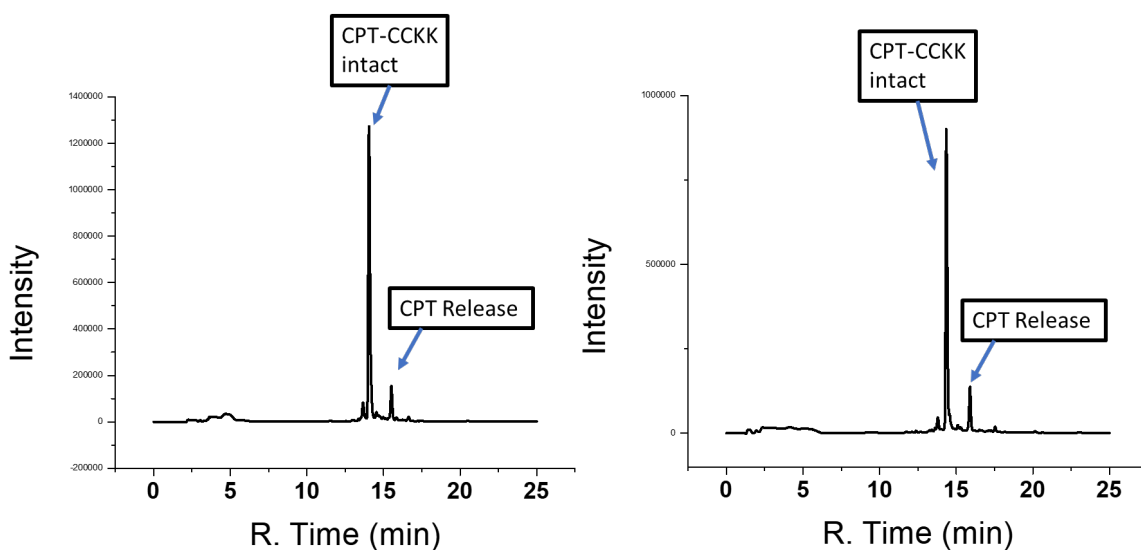 CPT-CCKK
intact
CPT Release
Intensity
1400000
1200000
1000000
800000
600000
400000
200000
0
-200000
0 5 10 15 20 25
R. Time (min)
CPT-CCKK
intact
CPT Release
Intensity
1000000
500000
0
0 5 10 15 20 25
R. Time (min)